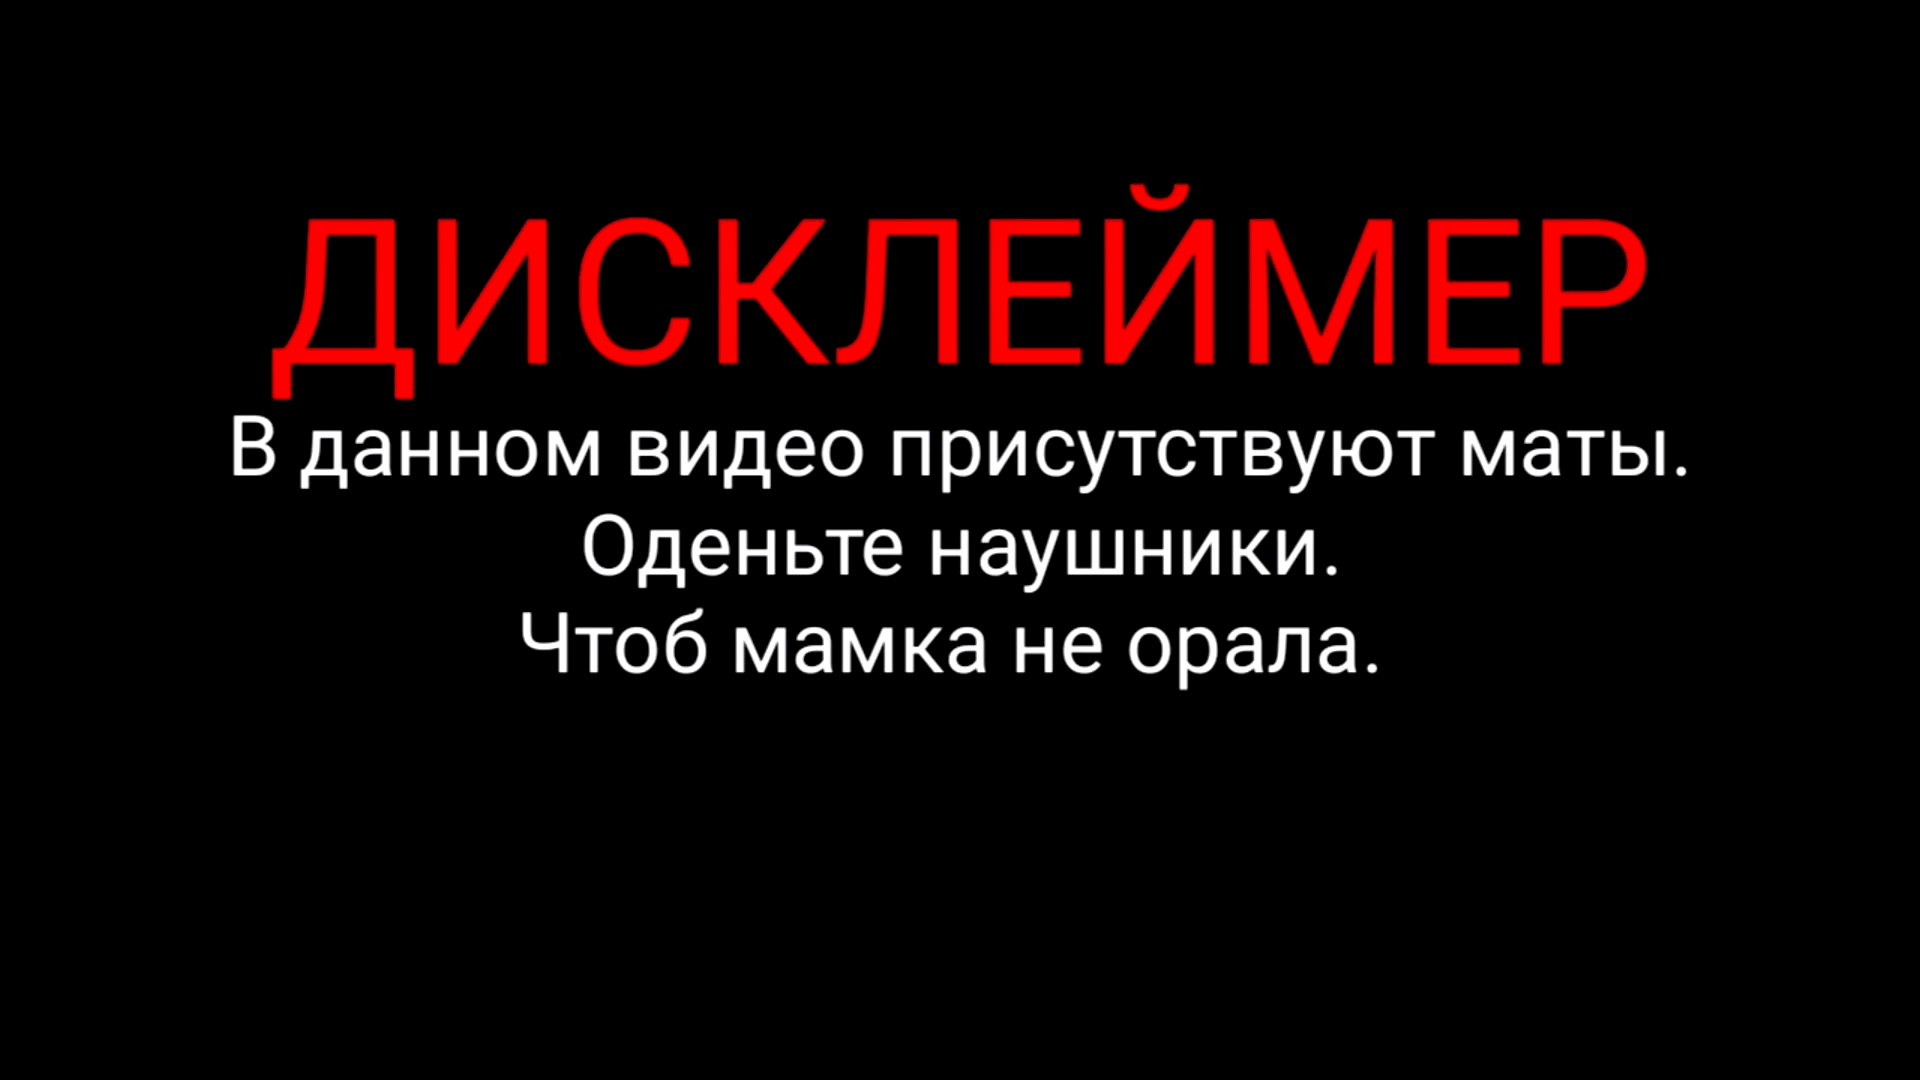 ДИСКЛЕЙМЕР
В данном видео присутствуют маты.
Оденьте наушники.
Чтоб мамка не орала.